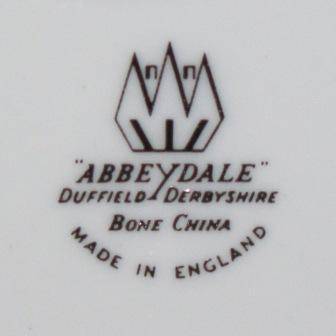 "ABBEYDALE"
DUFFIELD DERBYSHIRE
BONE CHINA
MADE IN ENGLAND